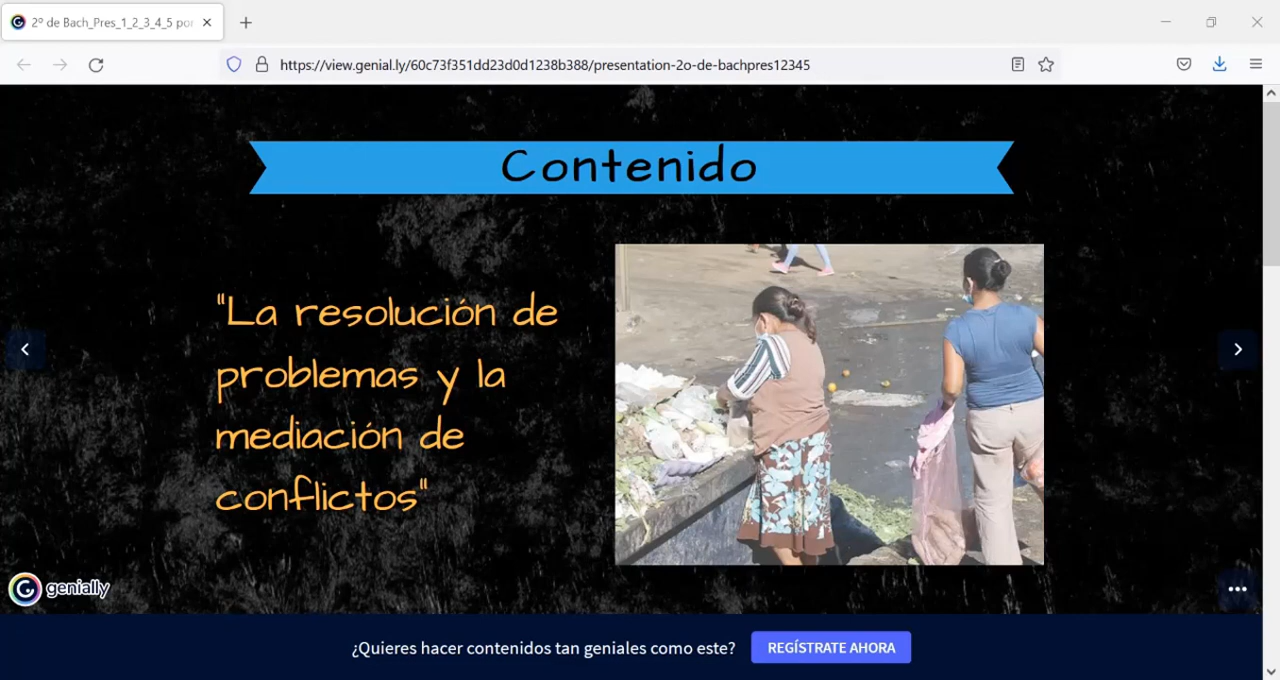 2º de Bach_Pres_1_2_3_4_5 por
https://view.genial.ly/60c73f351dd23d0d1238b388/presentation-2o-de-bachpres12345
Contenido
"La resolución de
problemas y la
mediación de
conflictos"
genially
¿Quieres hacer contenidos tan geniales como este?
REGÍSTRATE AHORA